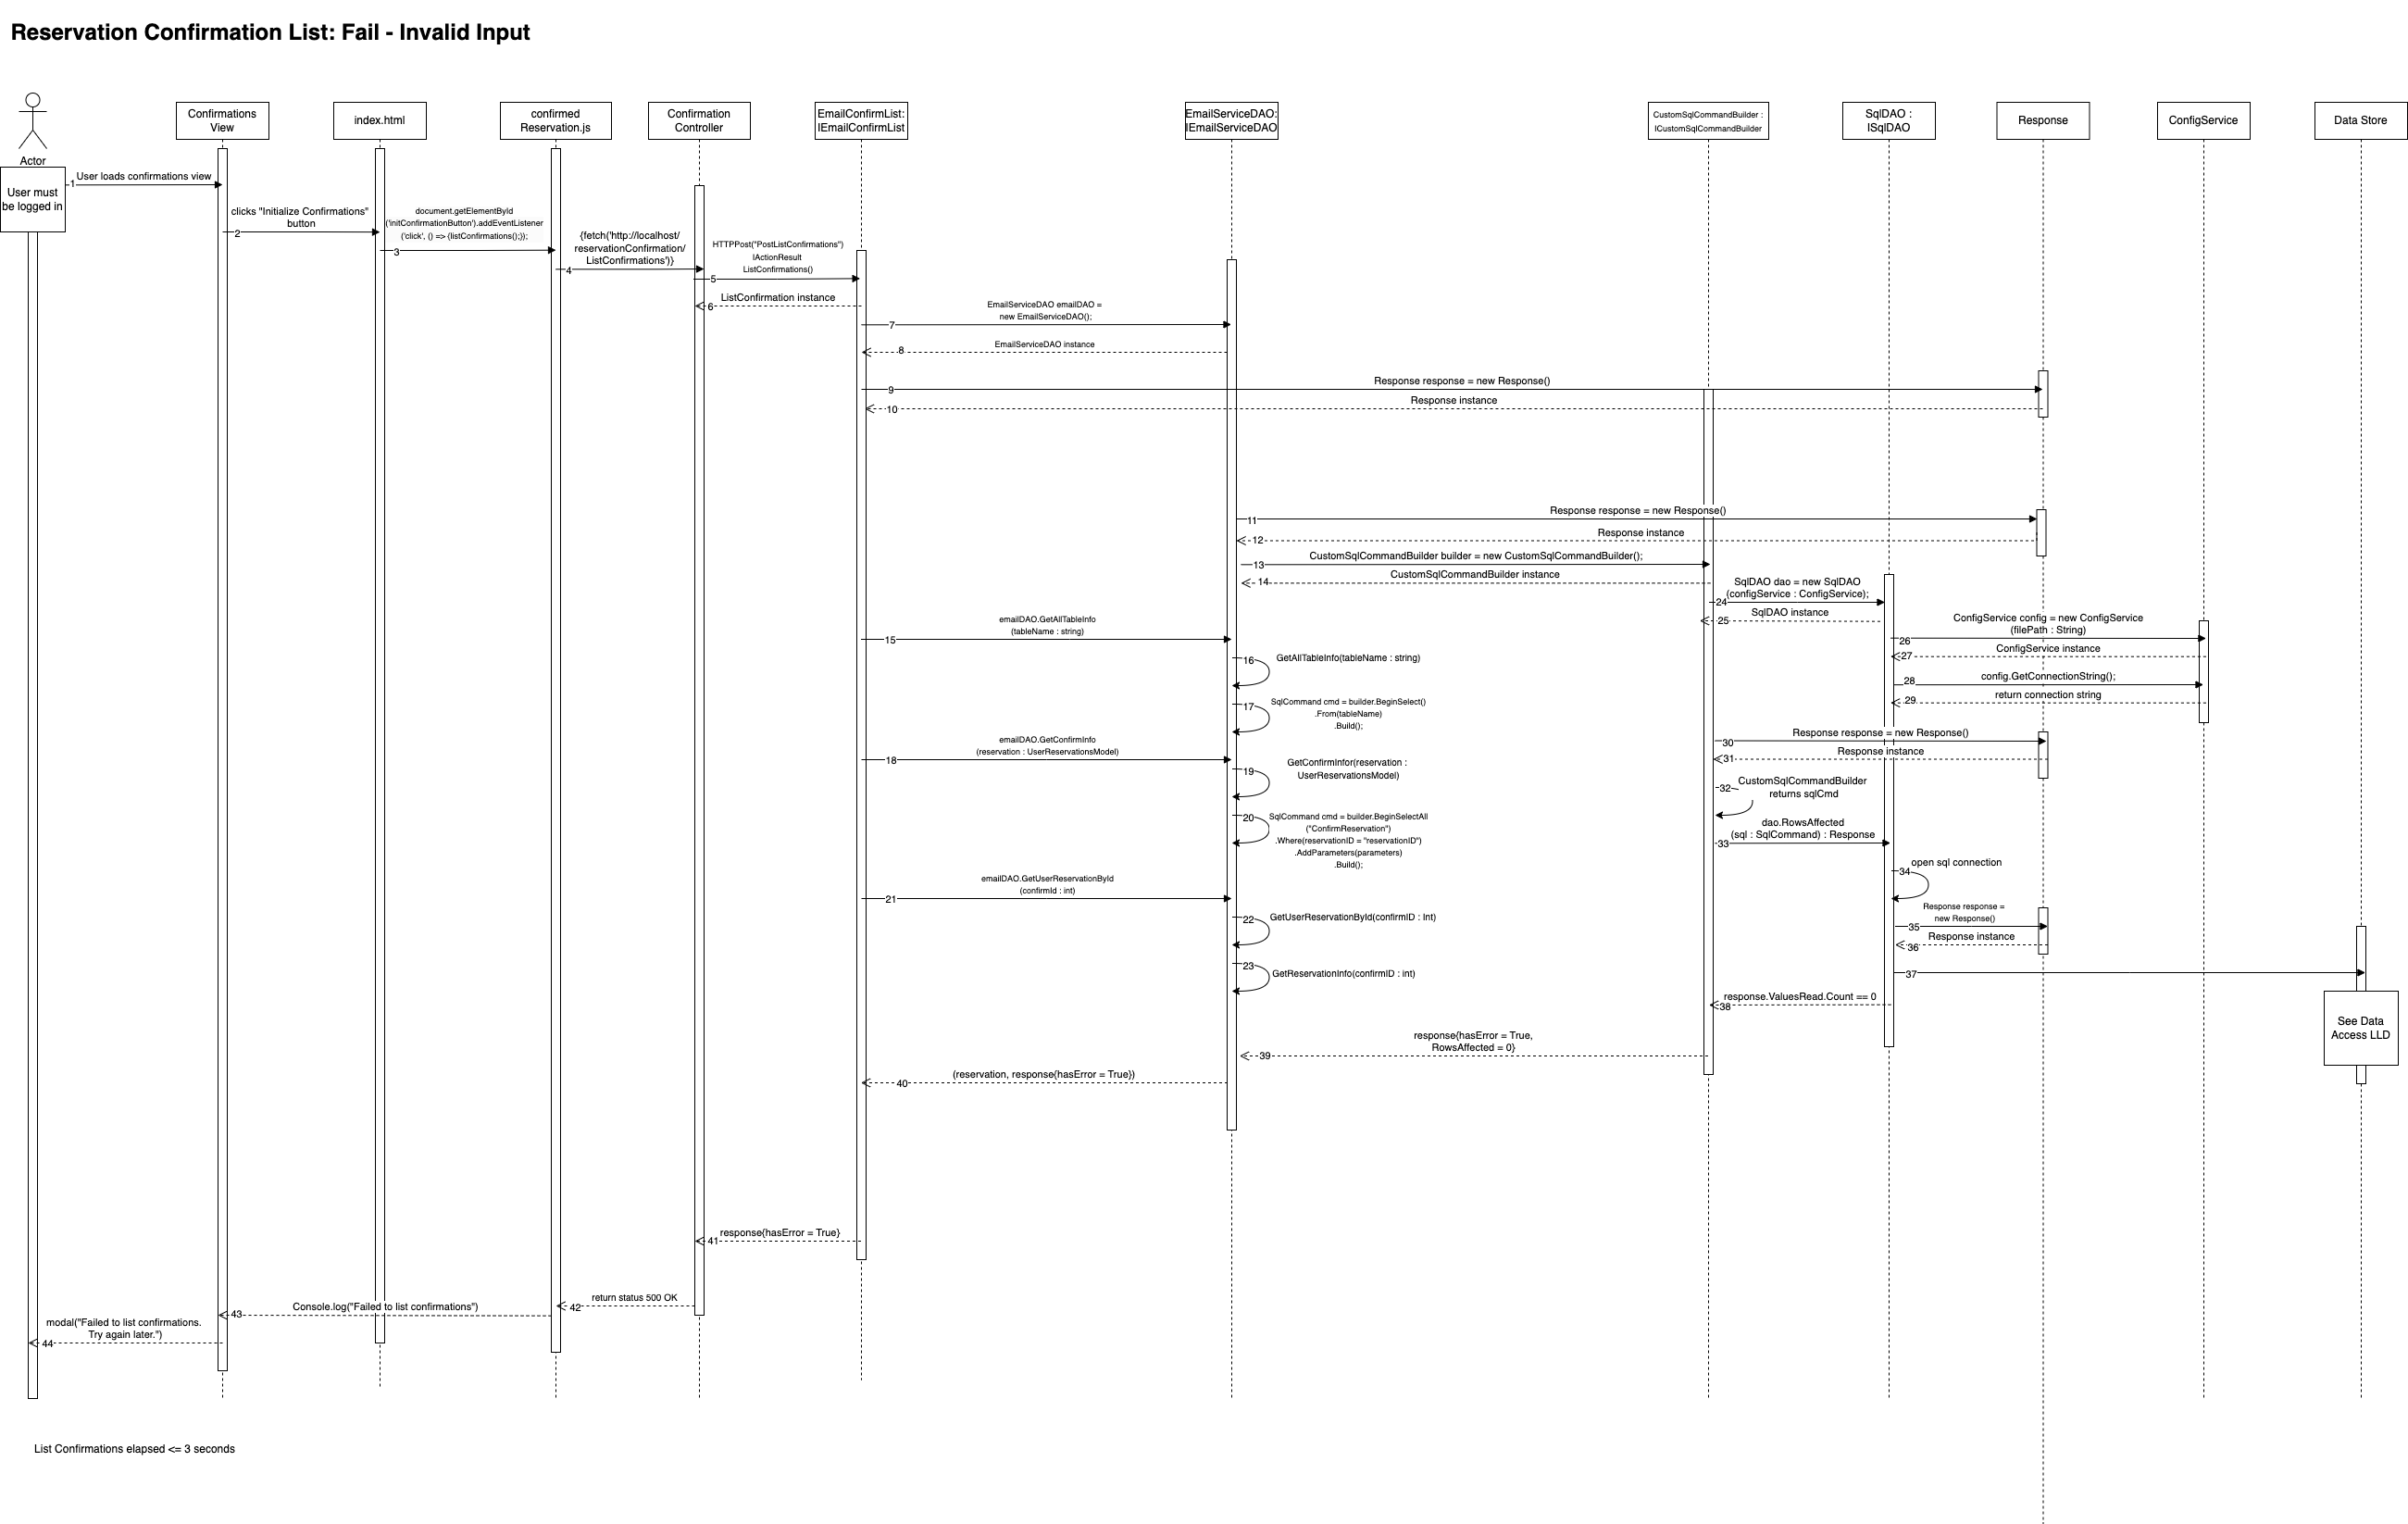 Reservation Confirmation List: Fail - Invalid Input
Actor
User must
be logged in
Confirmations
View
index.html
confirmed
Reservation.js
Confirmation
Controller
EmailConfirmList:
IEmailConfirmList
EmailServiceDAO:
IEmailServiceDAO
CustomSqlCommandBuilder :
ICustomSqlCommandBuilder
SqlDAO :
ISqlDAO
Response
ConfigService
Data Store
1
User loads confirmations view
clicks "Initialize Confirmations"
button
2
document.getElementById
('initConfirmationButton').addEventListener
('click', () => {listConfirmations();});
3
{fetch('http://localhost/
reservationConfirmation/
ListConfirmations')}
4
HTTPPost("PostListConfirmations")
IActionResult
ListConfirmations()
5
ListConfirmation instance
6
EmailServiceDAO emailDAO =
new EmailServiceDAO();
7
EmailServiceDAO instance
8
Response response = new Response()
9
Response instance
10
Response response = new Response()
11
Response instance
12
CustomSqlCommandBuilder builder = new CustomSqlCommandBuilder();
13
CustomSqlCommandBuilder instance
14
SqlDAO dao = new SqlDAO
(configService : ConfigService);
24
SqlDAO instance
25
emailDAO.GetAllTableInfo
(tableName : string)
15
ConfigService config = new ConfigService
(filePath : String)
26
ConfigService instance
27
16
GetAllTableInfo(tableName : string)
config.GetConnectionString();
28
return connection string
29
17
SqlCommand cmd = builder.BeginSelect()
.From(tableName)
.Build();
emailDAO.GetConfirmInfo
(reservation : UserReservationsModel)
18
Response response = new Response()
30
Response instance
31
19
GetConfirmInfor(reservation :
UserReservationsModel)
32
CustomSqlCommandBuilder
returns sqlCmd
20
SqlCommand cmd = builder.BeginSelectAll
("ConfirmReservation")
.Where(reservationID = "reservationID")
.AddParameters(parameters)
.Build();
dao.RowsAffected
(sql : SqlCommand) : Response
33
open sql connection
34
emailDAO.GetUserReservationById
(confirmId : int)
21
22
GetUserReservationById(confirmID : Int)
Response response =
new Response()
35
Response instance
36
23
GetReservationInfo(confirmID : int)
37
response.ValuesRead.Count == 0
38
See Data
Access LLD
response{hasError = True,
RowsAffected = 0}
39
(reservation, response{hasError = True})
40
response{hasError = True}
41
return status 500 OK
42
Console.log("Failed to list confirmations")
43
modal("Failed to list confirmations.
Try again later.")
44
List Confirmations elapsed <= 3 seconds